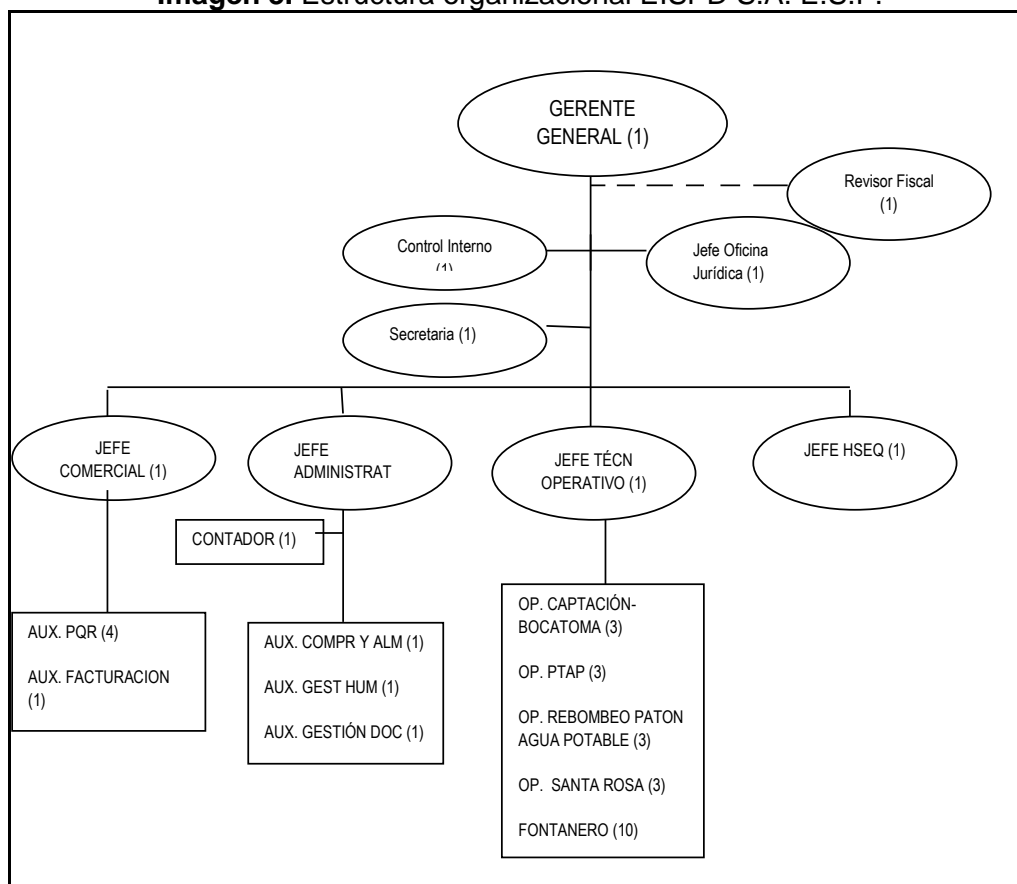 Estructura organizacional
GERENTE
GENERAL (1)
Revisor Fiscal
(1)
Control Interno
(1)
Jefe Oficina
Jurídica (1)
Secretaria (1)
JEFE
COMERCIAL (1)
JEFE
ADMINISTRAT
JEFE TÉCN
OPERATIVO (1)
JEFE HSEQ (1)
CONTADOR (1)
AUX. PQR (4)
AUX. FACTURACION
(1)
AUX. COMPR Y ALM (1)
AUX. GEST HUM (1)
AUX. GESTIÓN DOC (1)
OP. CAPTACIÓN-
BOCATOMA (3)
OP. PTAP (3)
OP. REBOMBEO PATON
AGUA POTABLE (3)
OP. SANTA ROSA (3)
FONTANERO (10)